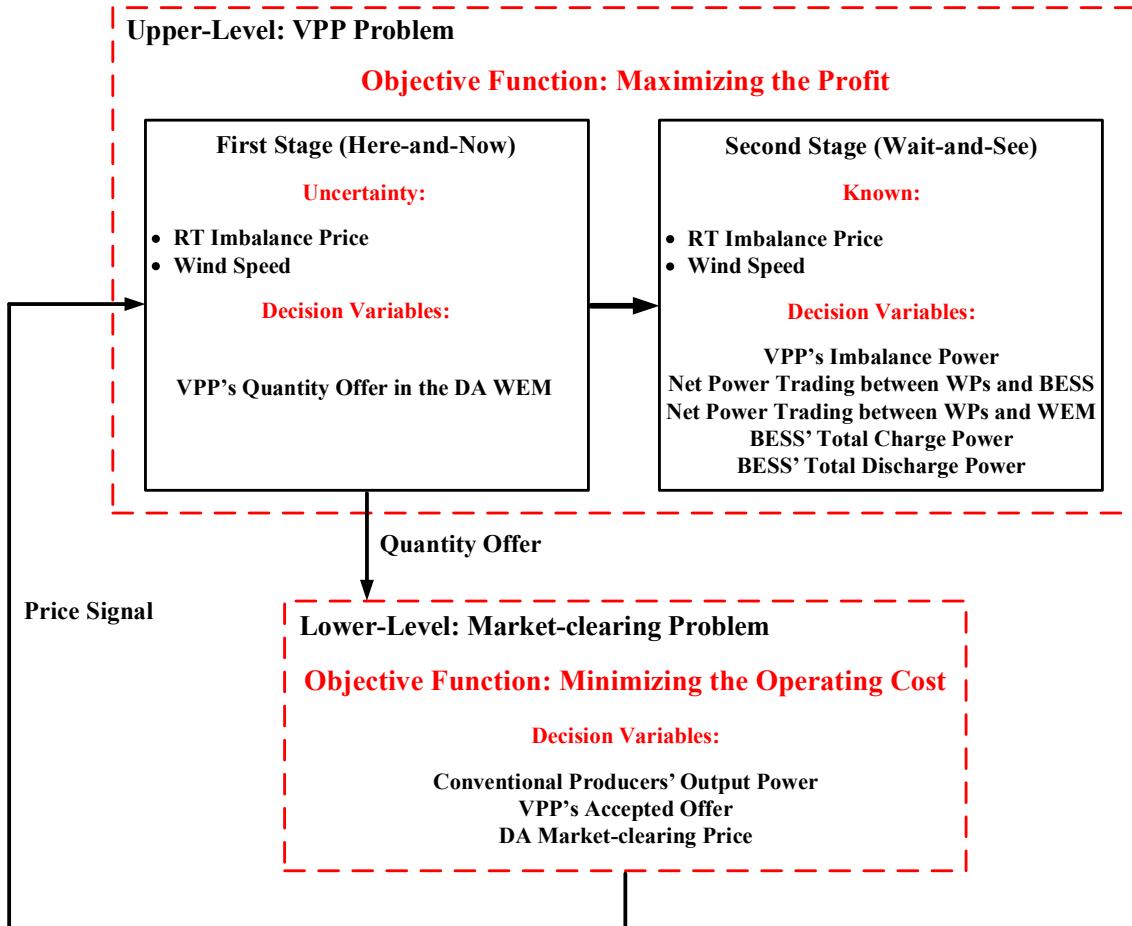 Upper-Level: VPP Problem
Objective Function: Maximizing the Profit
First Stage (Here-and-Now)
Uncertainty:
• RT Imbalance Price
• Wind Speed
Decision Variables:
VPP's Quantity Offer in the DA WEM
Second Stage (Wait-and-See)
Known:
• RT Imbalance Price
• Wind Speed
Decision Variables:
VPP's Imbalance Power
Net Power Trading between WPs and BESS
Net Power Trading between WPs and WEM
BESS' Total Charge Power
BESS' Total Discharge Power
Quantity Offer
Price Signal
Lower-Level: Market-clearing Problem
Objective Function: Minimizing the Operating Cost
Decision Variables:
Conventional Producers' Output Power
VPP's Accepted Offer
DA Market-clearing Price